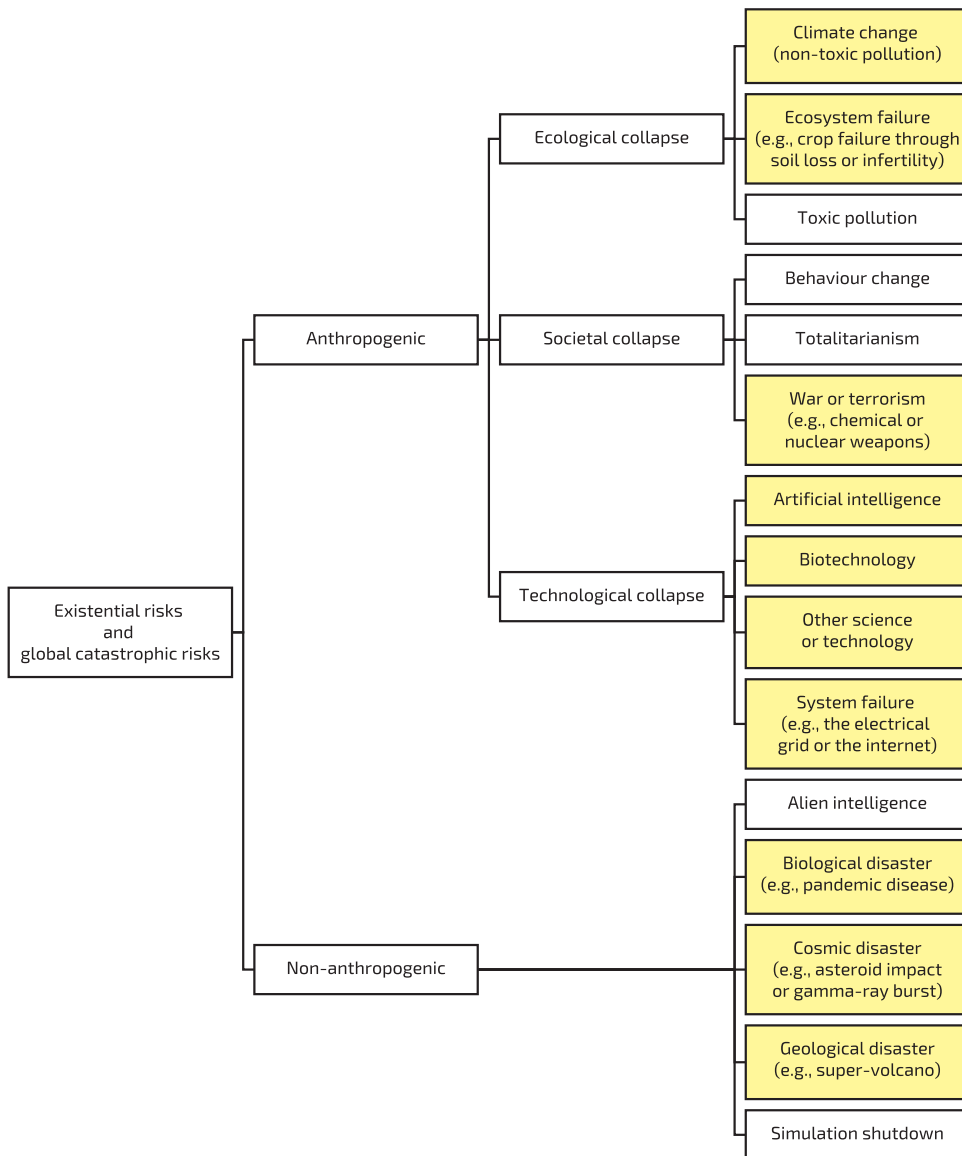 Climate change
(non-toxic pollution)
Ecosystem failure
(e.g., crop failure through
soil loss or infertility)
Toxic pollution
Ecological collapse
Behaviour change
Totalitarianism
War or terrorism
(e.g., chemical or
nuclear weapons)
Societal collapse
Anthropogenic
Artificial intelligence
Biotechnology
Other science
or technology
System failure
(e.g., the electrical
grid or the internet)
Technological collapse
Existential risks
and
global catastrophic risks
Alien intelligence
Biological disaster
(e.g., pandemic disease)
Cosmic disaster
(e.g., asteroid impact
or gamma-ray burst)
Geological disaster
(e.g., super-volcano)
Simulation shutdown
Non-anthropogenic